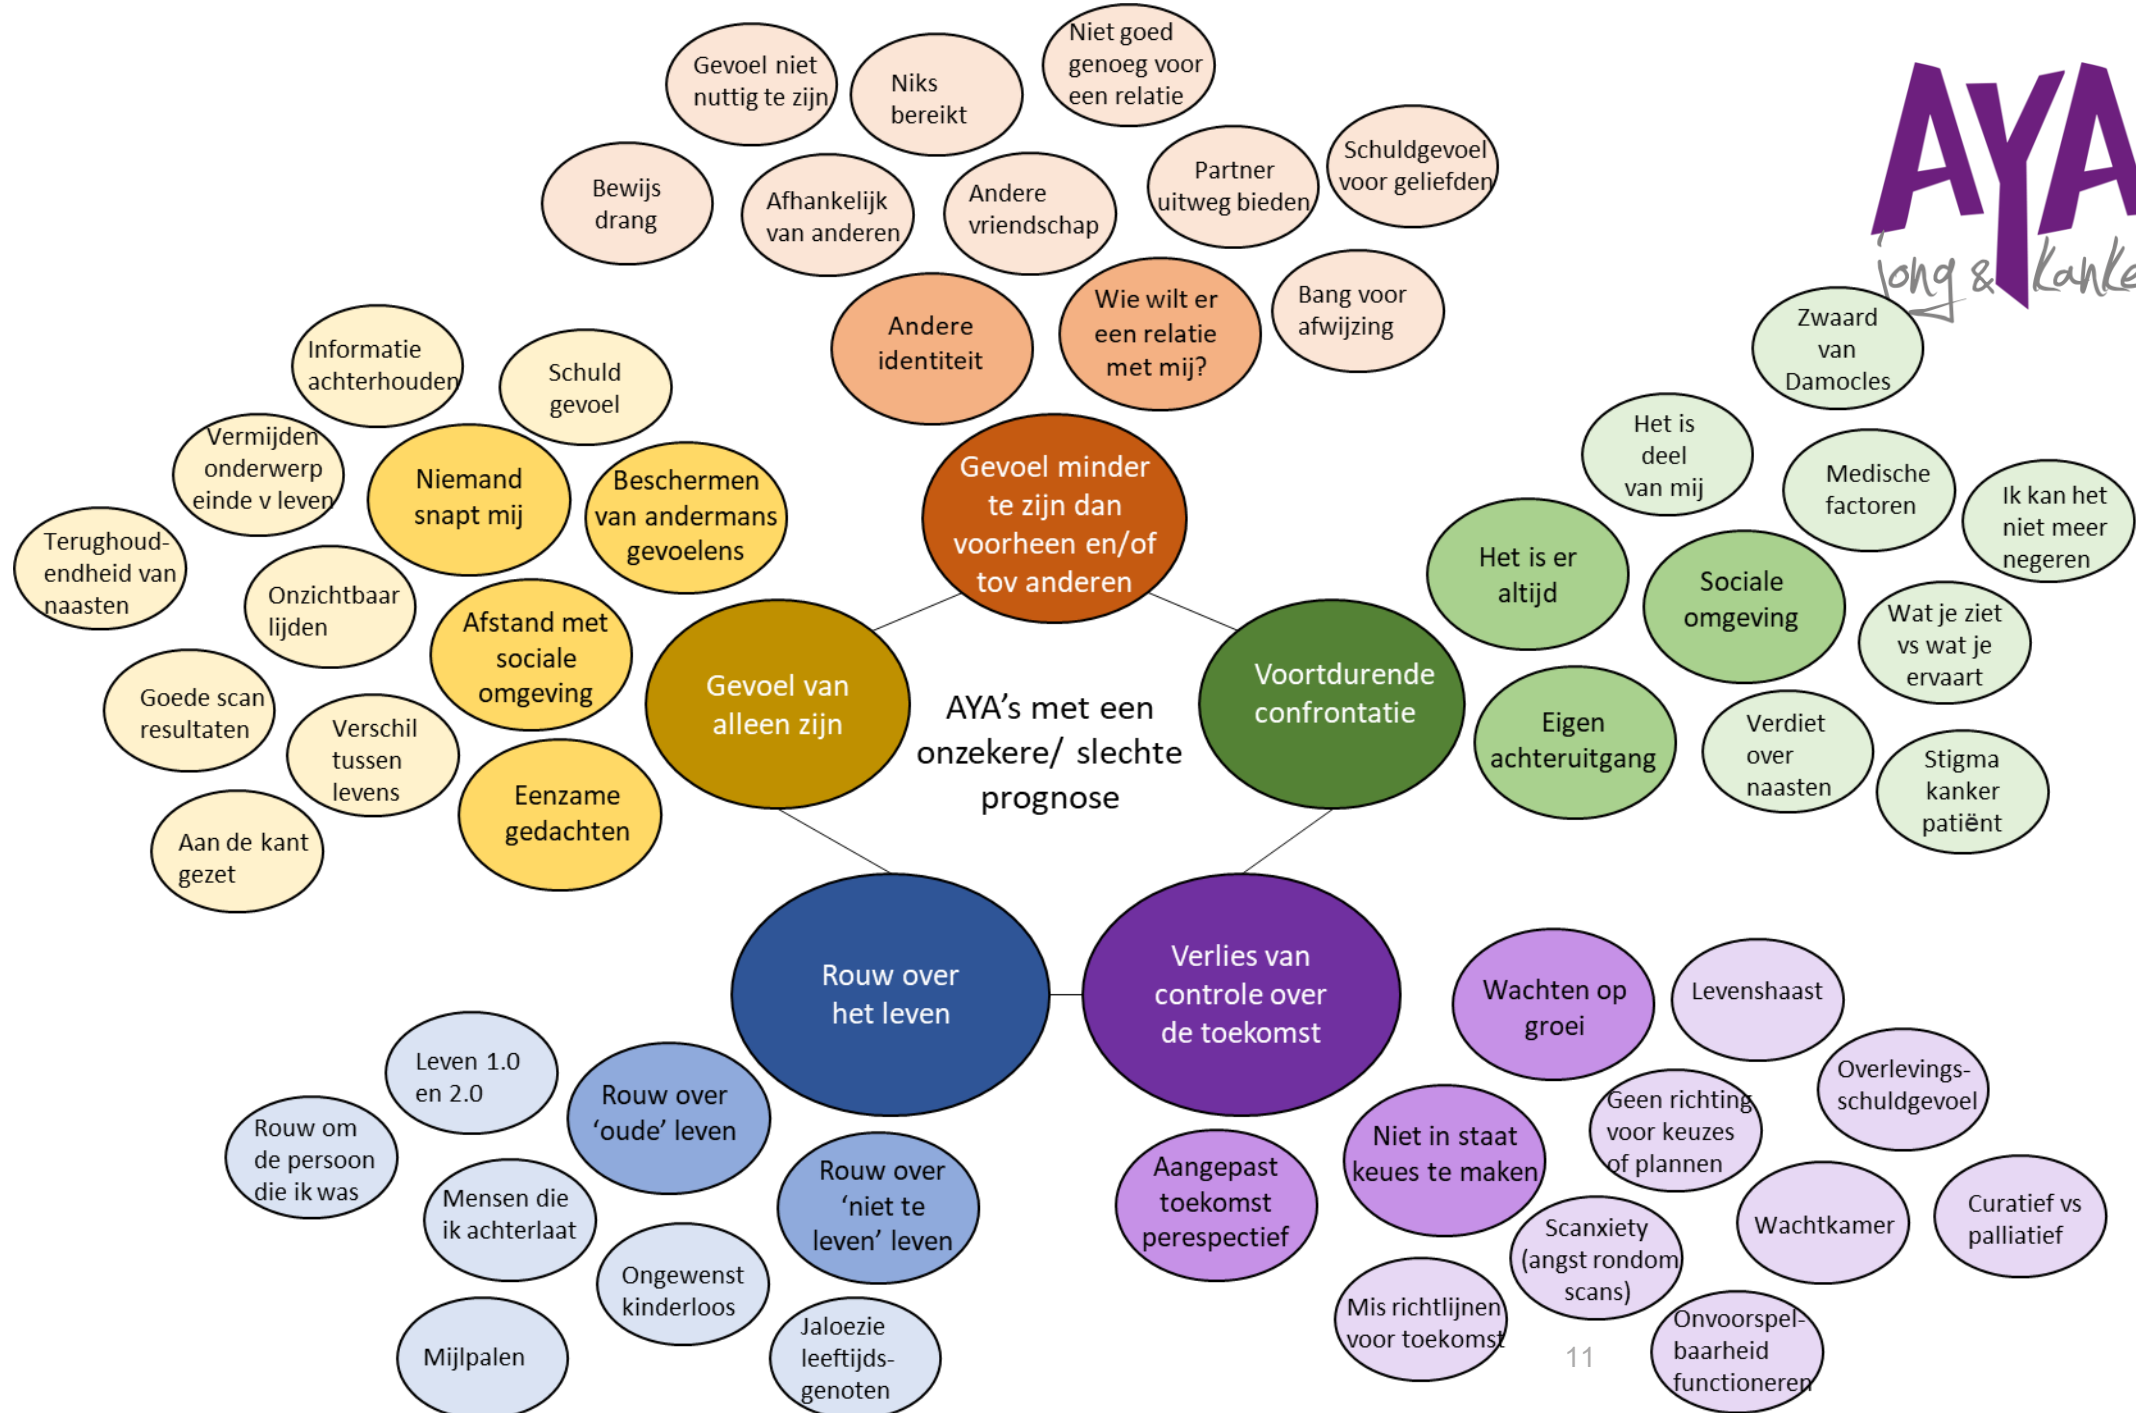 Niet goed
genoeg voor
een relatie
Gevoel niet
nuttig te zijn
Niks
bereikt
Schuldgevoel
voor geliefden
Partner
uitweg bieden
Bewijs
drang
Afhankelijk
van anderen
Andere
vriendschap
Bang voor
afwijzing
Andere
identiteit
Wie wilt er
een relatie
met mij?
Gevoel minder
te zijn dan
voorheen en/of
tov anderen
AYA
jong & kanke
Informatie
achterhouden
Schuld
gevoel
Vermijden
onderwerp
einde v leven
Niemand
snapt mij
Beschermen
van andermans
gevoelens
Terughoud-
endheid van
naasten
Onzichtbaar
lijden
Afstand met
sociale
omgeving
Goede scan
resultaten
Verschil
tussen
levens
Eenzame
gedachten
Aan de kant
gezet
Gevoel van
alleen zijn
AYA’s met een
onzekere/ slechte
prognose
Voortdurende
confrontatie
Zwaard
van
Damocles
Het is
deel
van mij
Medische
factoren
Ik kan het
niet meer
negeren
Het is er
altijd
Sociale
omgeving
Wat je ziet
vs wat je
ervaart
Eigen
achteruitgang
Verdiet
over
naasten
Stigma
kanker
patiënt
Rouw over
het leven
Verlies van
controle over
de toekomst
Leven 1.0
en 2.0
Rouw over
‘oude’ leven
Rouw om
de persoon
die ik was
Mensen die
ik achterlaat
Rouw over
‘niet te
leven’ leven
Ongewenst
kinderloos
Mijlpalen
Jaloezie
leeftijds-
genoten
Wachten op
groei
Levenshaast
Overlevings-
schuldgevoel
Geen richting
voor keuzes
of plannen
Niet in staat
keues te maken
Aangepast
toekomst
perespectief
Scanxiety
(angst rondom
scans)
Wachtkamer
Curatief vs
palliatief
Mis richtlijnen
voor toekomst
Onvoorspel-
baarheid
functioneren
11